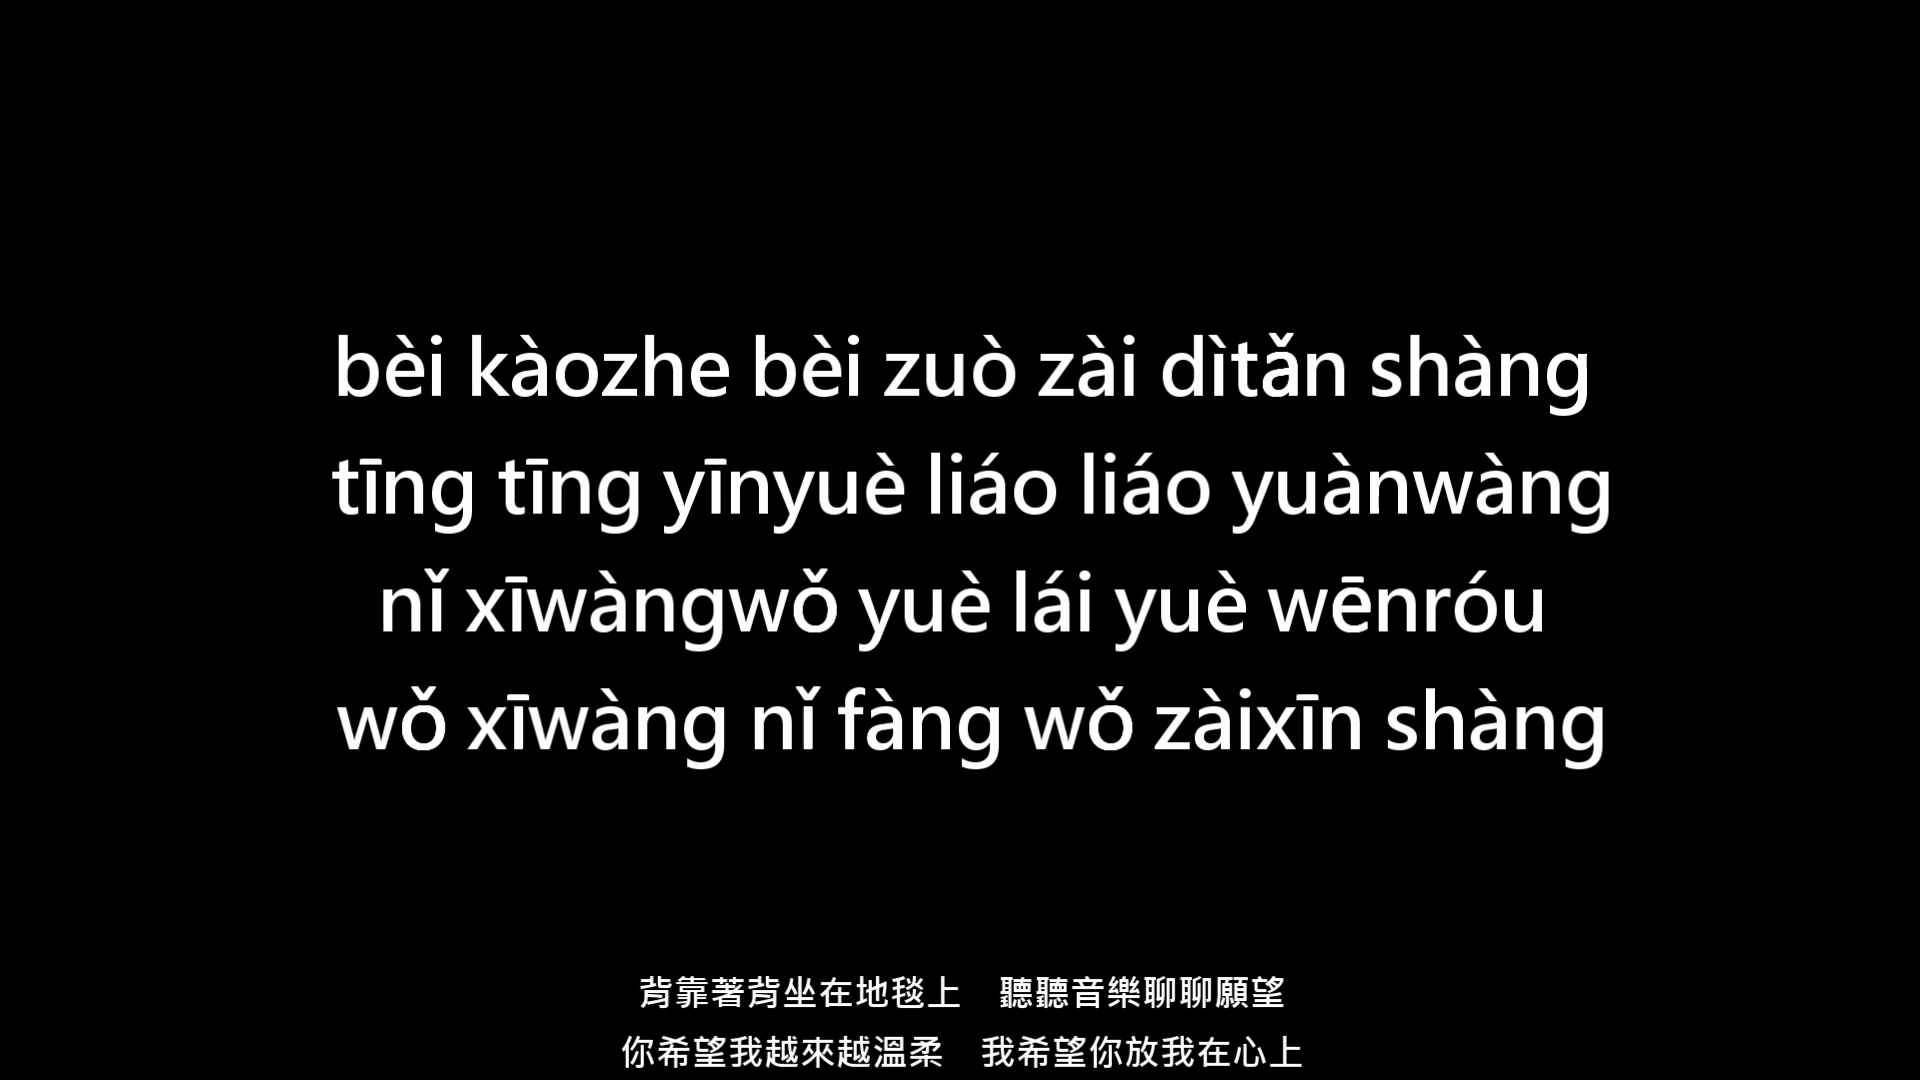 bèi kàozhe bèi zuò zài dìtǎn shàng
tīng tīng yīnyuè liáo liáo yuànwàng
nǐ xīwàngwǒ yuè lái yuè wēnróu
wǒ xīwàng nǐ fàng wǒ zàixīn shàng
背靠著背坐在地毯上　聽聽音樂聊聊願望
你希望我越來越溫柔　我希望你放我在心上